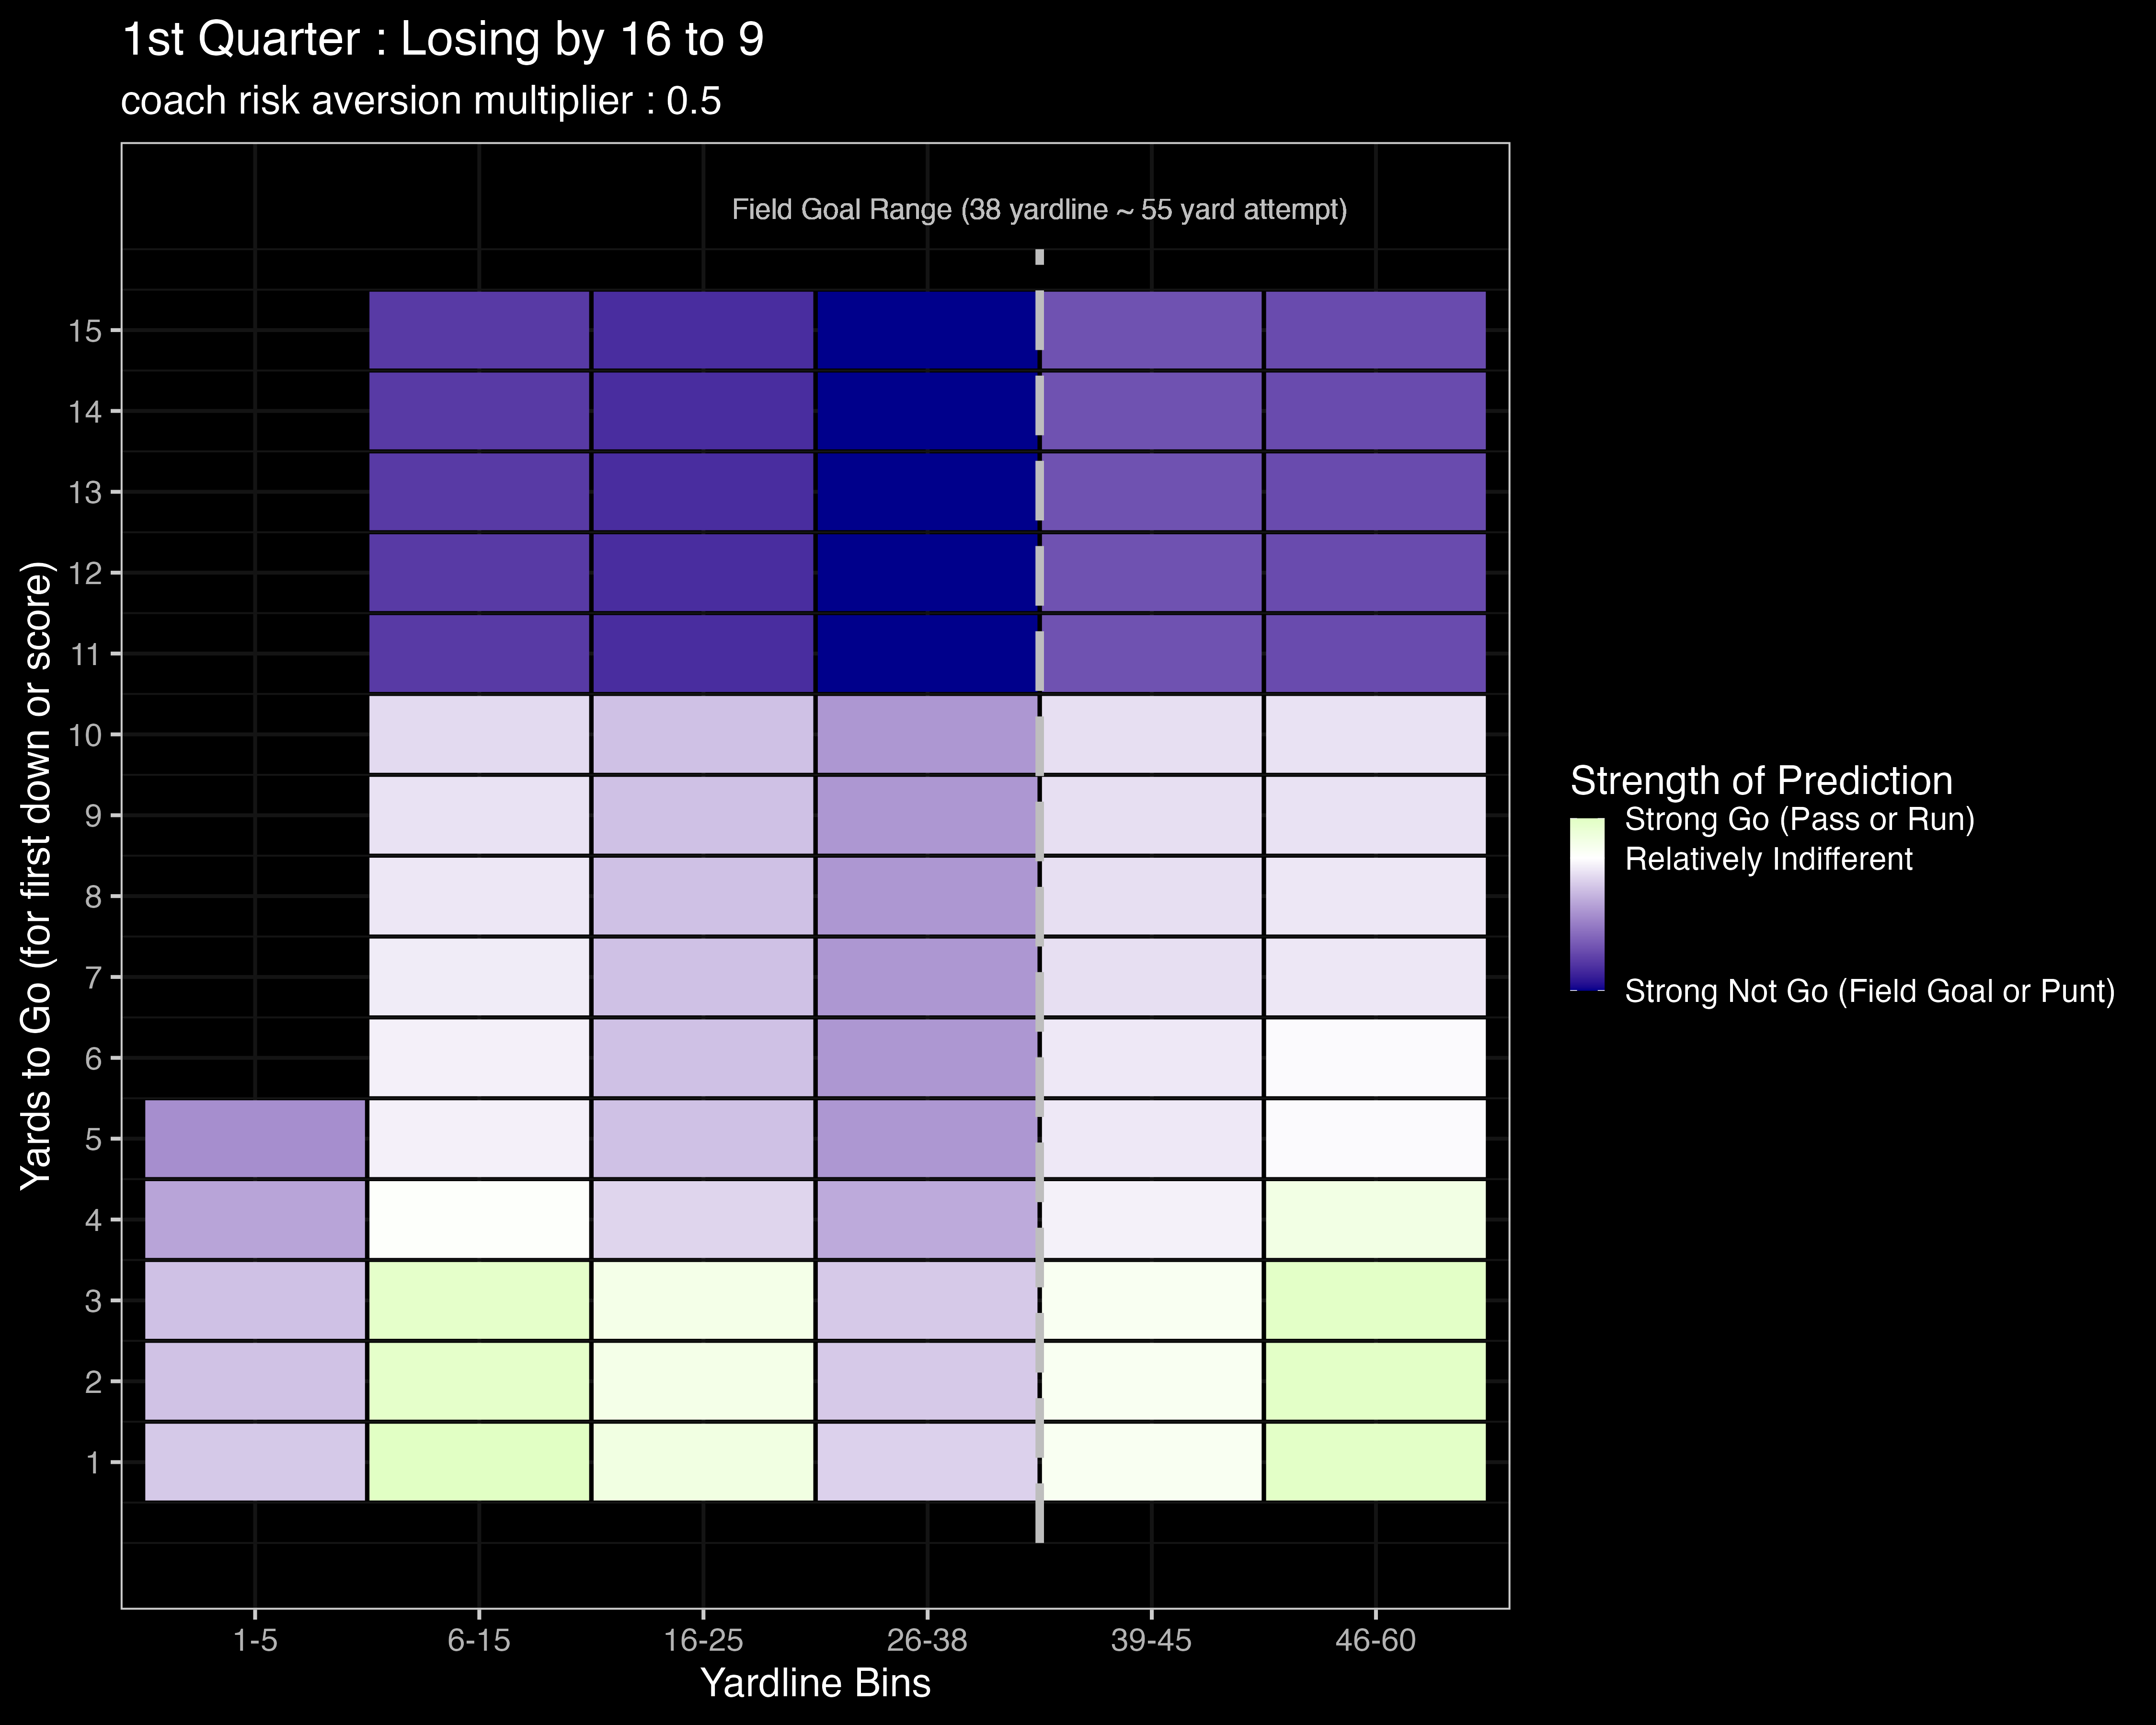 1st Quarter : Losing by 16 to 9
coach risk aversion multiplier : 0.5
Field Goal Range (38 yardline ~ 55 yard attempt)
Yards to Go (for first down or score)
15
14
13
12
11
10
9
8
7
6
5
4
3
2
1
1-5
6-15
16-25
26-38
39-45
46-60
Yardline Bins
Strength of Prediction
Strong Go (Pass or Run)
Relatively Indifferent
Strong Not Go (Field Goal or Punt)